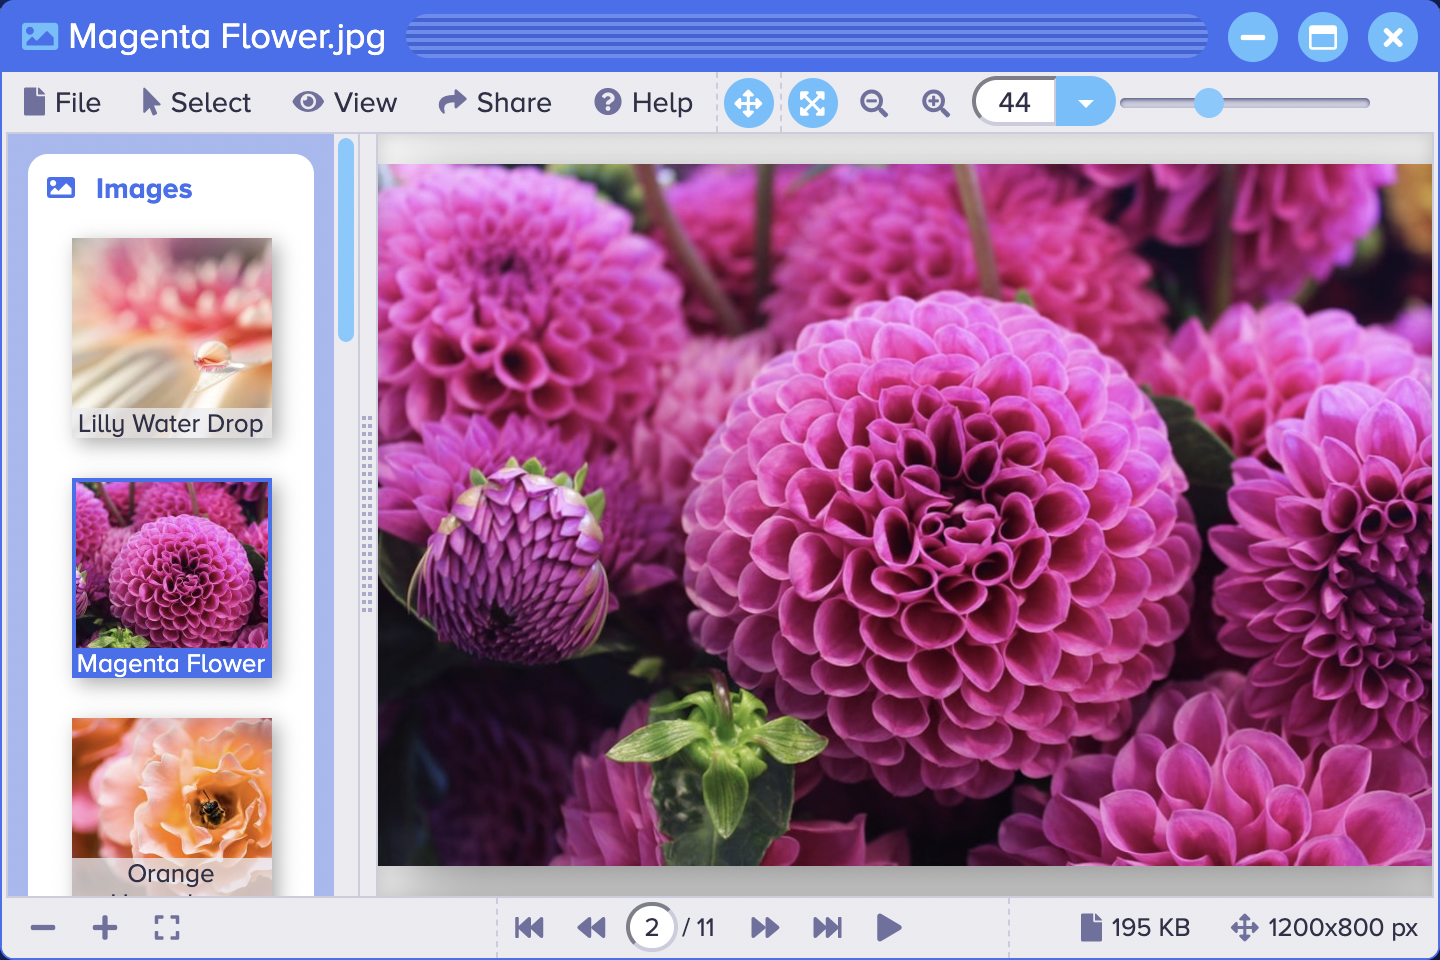 Magenta Flower.jpg
File Select View Share Help 44
Images
Lilly Water Drop
Magenta Flower
Orange
2 / 11 195 KB 1200x800 px